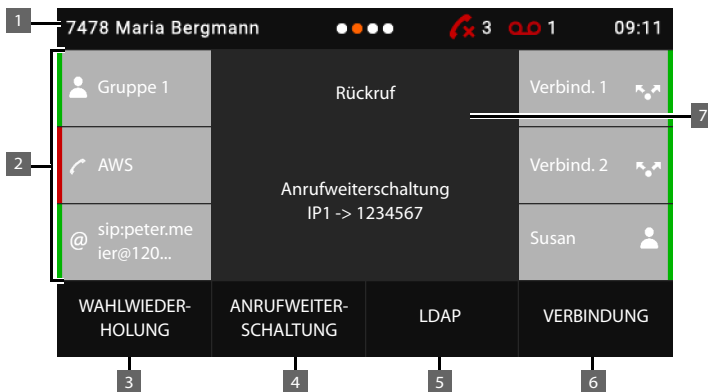 1
7478 Maria Bergmann
3
1
09:11
2
Gruppe 1
AWS
@
sip:peter.me
ier@120...
Rückruf
Anrufweiterschaltung
IP1 -> 1234567
Verbind. 1
Verbind. 2
Susan
7
WAHLWIEDER-
HOLUNG
ANRUFWEITER-
SCHALTUNG
LDAP
VERBINDUNG
3
4
5
6